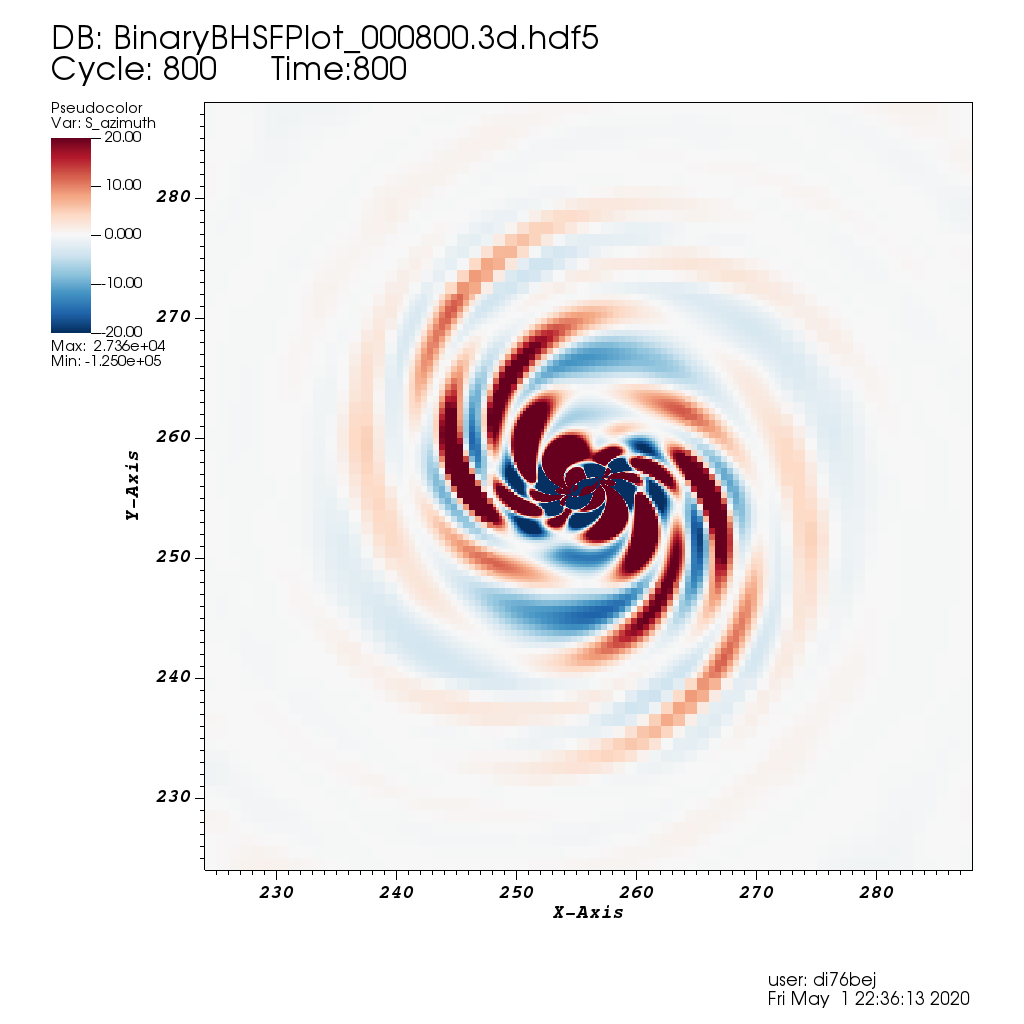 DB: BinaryBHSFPlot_000800.3d.hdf5
Cycle: 800 Time:800
Pseudocolor
Var: S_azimuth
20.00
10.00
0.000
-10.00
-20.00
Max: 2.736e+04
Min: -1.250e+05
280
270
260
250
240
230
Y-Axis
230 240 250 260 270 280
X-Axis
user: di76bej
Fri May 1 22:36:13 2020